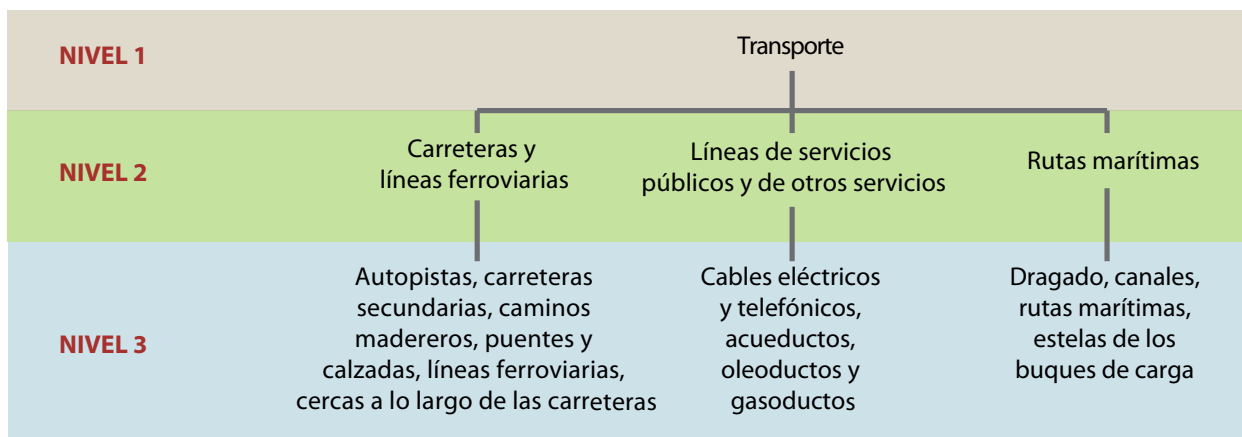 NIVEL 1
Transporte
NIVEL 2
Carreteras y
líneas ferroviarias
Líneas de servicios
públicos y de otros servicios
Rutas marítimas
NIVEL 3
Autopistas, carreteras
secundarias, caminos
madereros, puentes y
calzadas, líneas ferroviarias,
cercas a lo largo de las carreteras
Cables eléctricos
y telefónicos,
acueductos,
oleoductos y
gasoductos
Dragado, canales,
rutas marítimas,
estelas de los
buques de carga